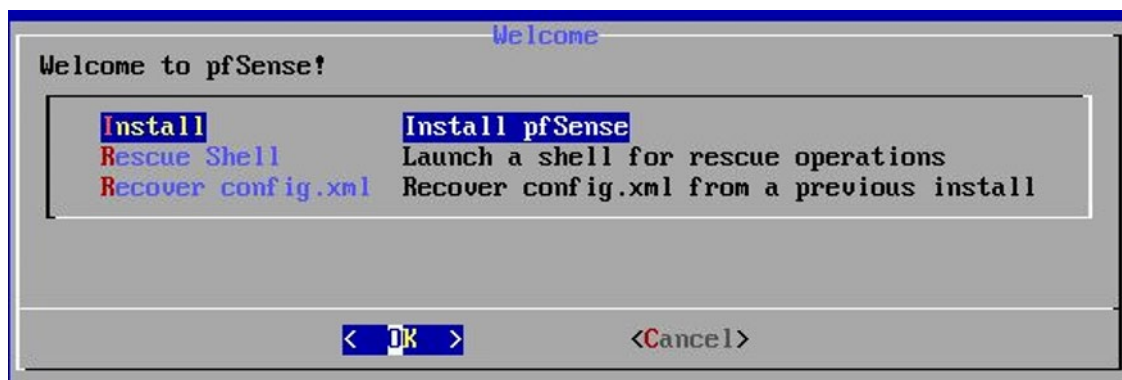 Welcome
Welcome to pfSense!
Install Install pfSense
Rescue Shell Launch a shell for rescue operations
Recover config.xml Recover config.xml from a previous install
< OK > <Cancel>